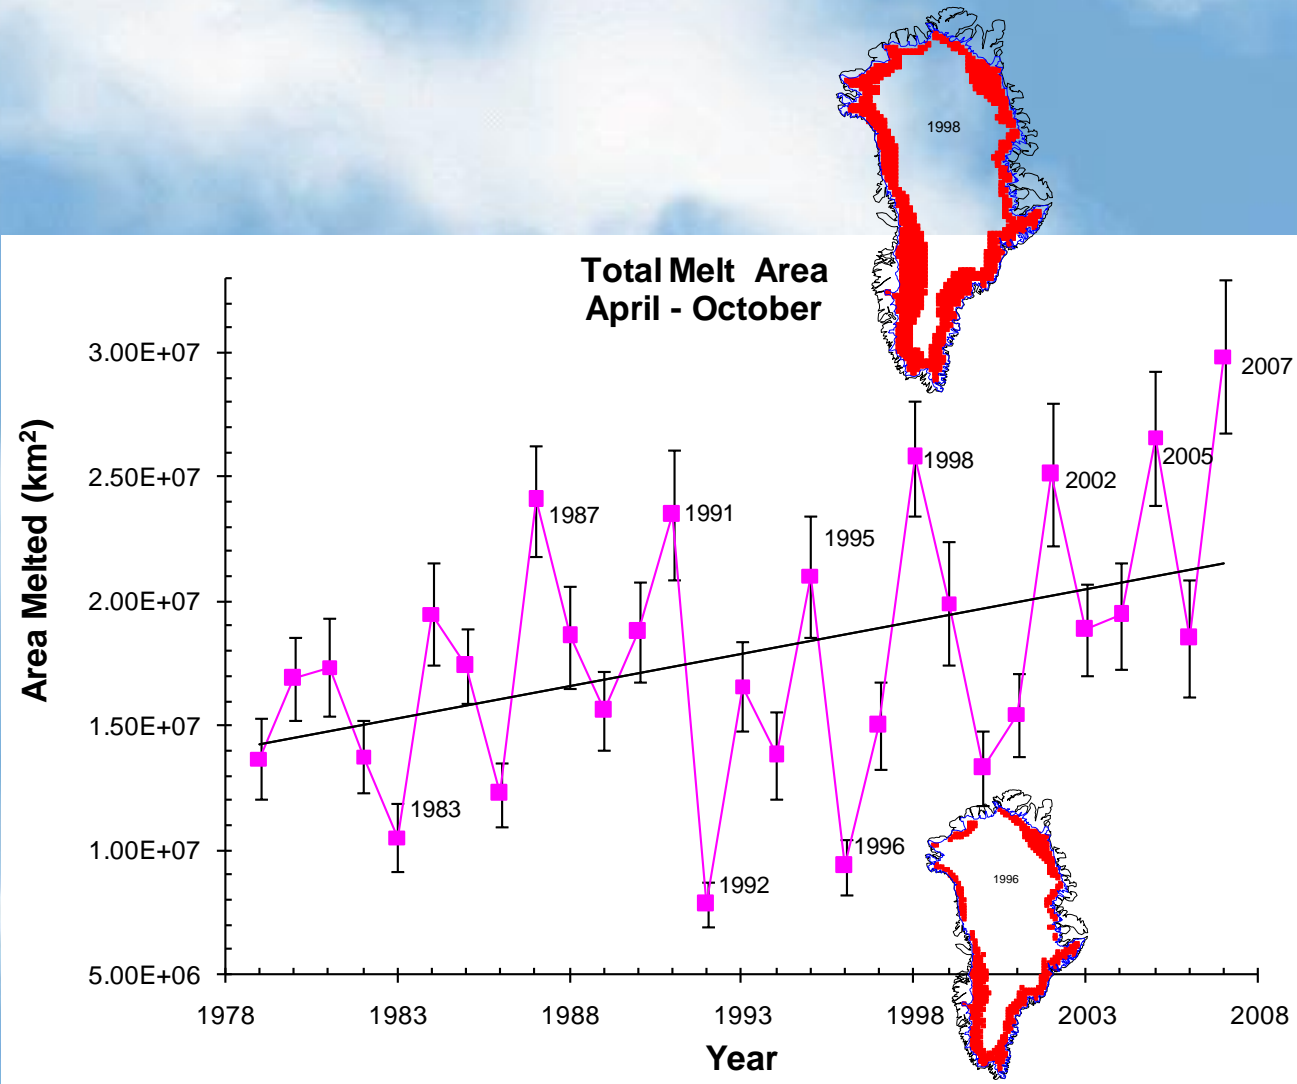 1998
Total Melt Area
April - October
3.00E+07
2.50E+07
2.00E+07
1.50E+07
1.00E+07
5.00E+06
Area Melted (km²)
1983
1987
1991
1992
1995
1996
1998
2002
2005
2007
1996
1978
1983
1988
1993
1998
2003
2008
Year